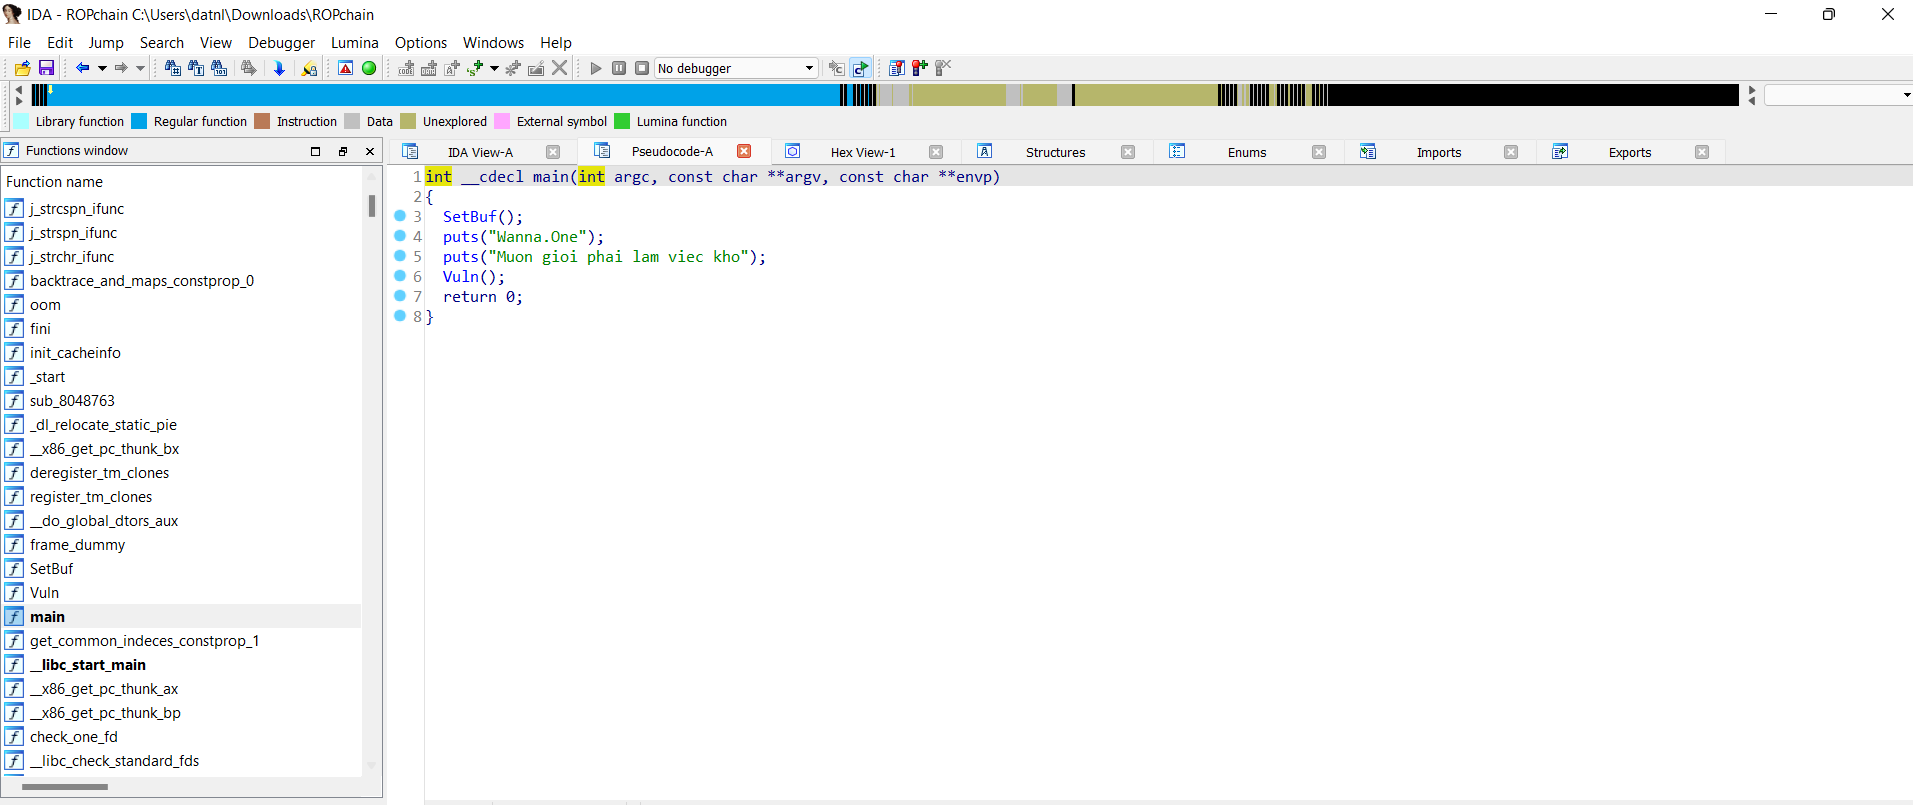 IDA - ROPchain C:\Users\datnl\Downloads\ROPchain
File Edit Jump Search View Debugger Lumina Options Windows Help
No debugger
Library function Regular function Instruction Data Unexplored External symbol Lumina function
Functions window
IDA View-A Pseudocode-A Hex View-1 Structures Enums Imports Exports
Function name
j_strcspn_ifunc
j_strspn_ifunc
j_strchr_ifunc
backtrace_and_maps_constprop_0
oom
fini
init_cacheinfo
_start
sub_8048763
_dl_relocate_static_pie
__x86_get_pc_thunk_bx
deregister_tm_clones
register_tm_clones
__do_global_dtors_aux
frame_dummy
SetBuf
Vuln
main
get_common_indeces_constprop_1
__libc_start_main
__x86_get_pc_thunk_ax
__x86_get_pc_thunk_bp
check_one_fd
__libc_check_standard_fds
1 int __cdecl main(int argc, const char **argv, const char **envp)
2 {
3 SetBuf();
4 puts("Wanna.One");
5 puts("Muon gioi phai lam viec kho");
6 Vuln();
7 return 0;
8 }